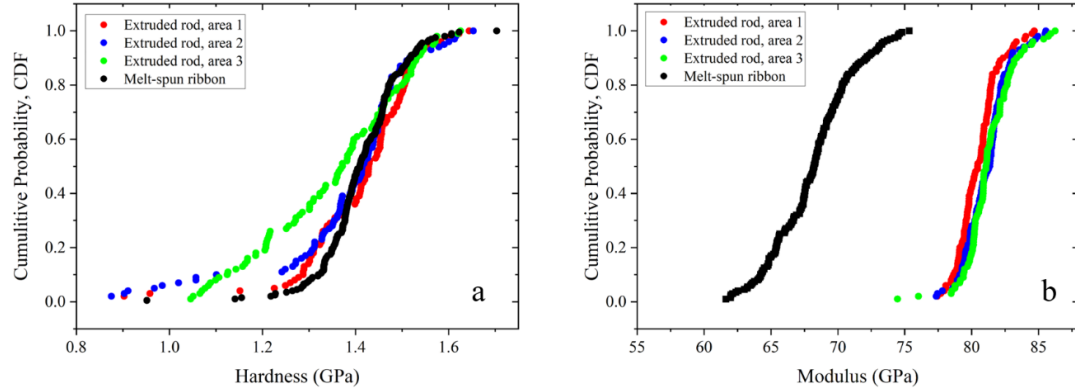 Extruded rod, area 1
Extruded rod, area 2
Extruded rod, area 3
Melt-spun ribbon
1.0
0.8
0.6
0.4
0.2
0.0
Cumulitive Probability, CDF
a
0.8 1.0 1.2 1.4 1.6
Hardness (GPa)
Extruded rod, area 1
Extruded rod, area 2
Extruded rod, area 3
Melt-spun ribbon
1.0
0.8
0.6
0.4
0.2
0.0
Cumulitive Probability, CDF
b
55 60 65 70 75 80 85
Modulus (GPa)